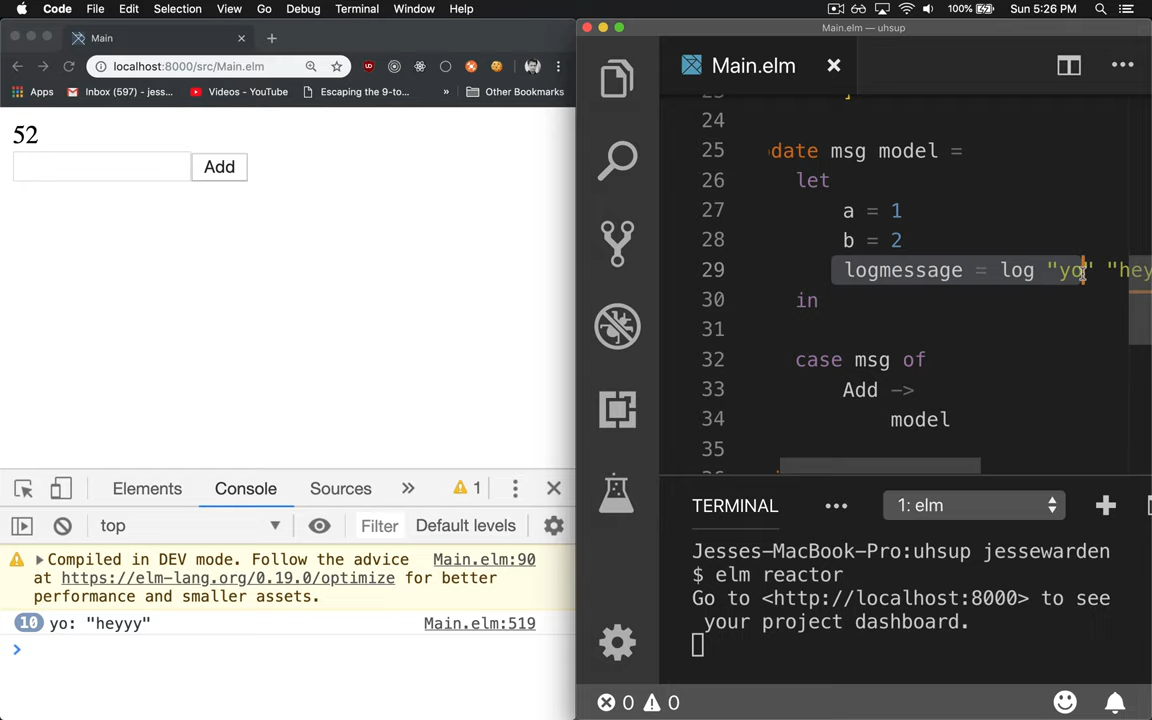 Code File Edit Selection View Go Debug Terminal Window Help 100% Sun 5:26 PM
Main
localhost:8000/src/Main.elm
Apps Inbox (597) - jess... Videos - YouTube Escaping the 9-to... » Other Bookmarks
52
Add
Elements Console Sources » 1
top Filter Default levels
Compiled in DEV mode. Follow the advice Main.elm:90
at https://elm-lang.org/0.19.0/optimize for better
performance and smaller assets.
10 yo: "heyyy" Main.elm:519
>
Main.elm — uhsup
Main.elm
]
24
25 date msg model =
26 let
27 a = 1
28 b = 2
29 logmessage = log "yo" "hey
30 in
31
32 case msg of
33 Add ->
34 model
35
TERMINAL ... 1: elm
Jesses-MacBook-Pro:uhsup jessewarden
$ elm reactor
Go to <http://localhost:8000> to see
your project dashboard.
0 0